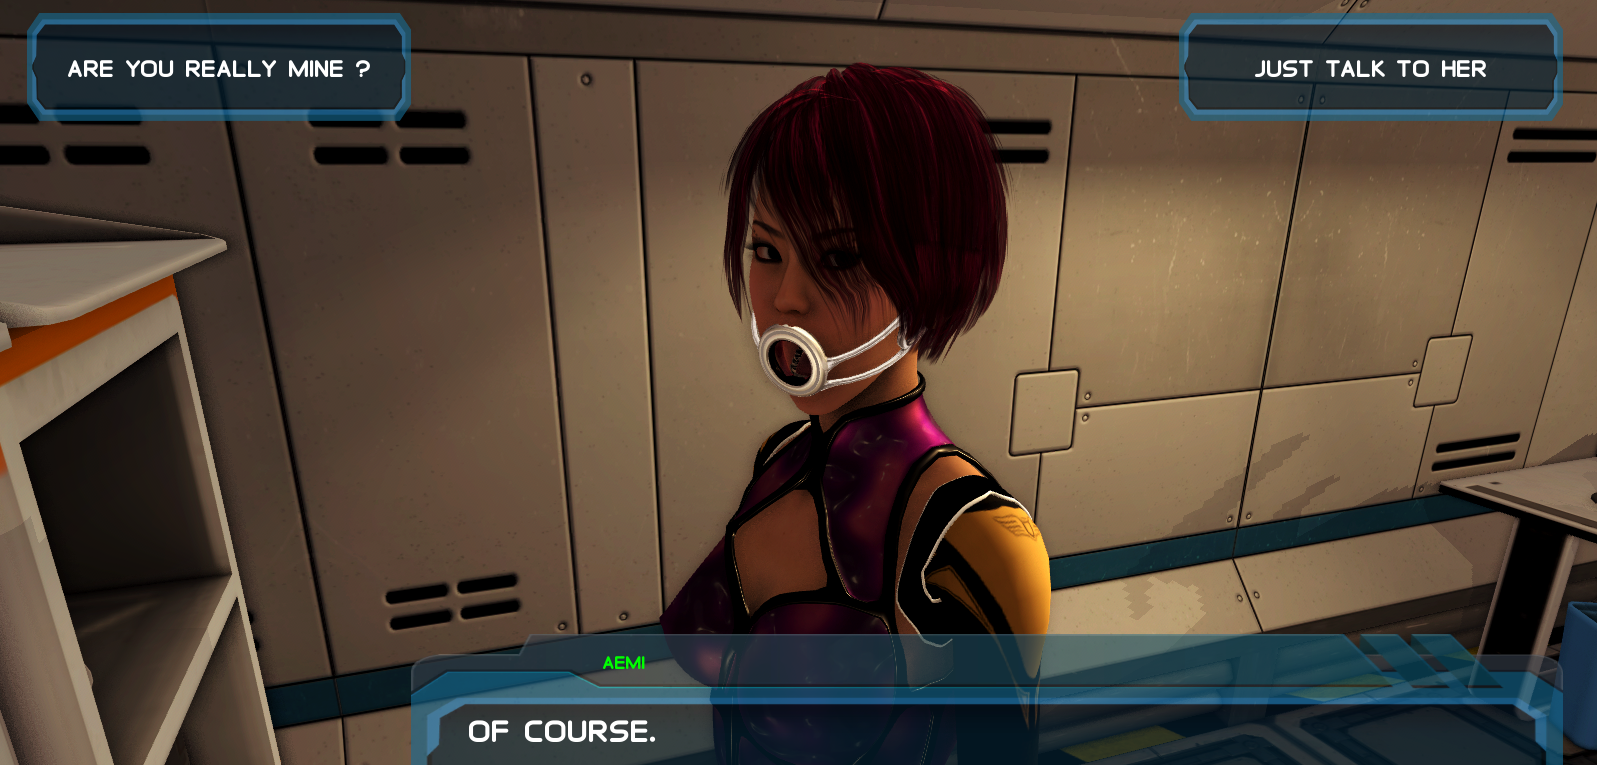 ARE YOU REALLY MINE ?
JUST TALK TO HER
AEMI
OF COURSE.